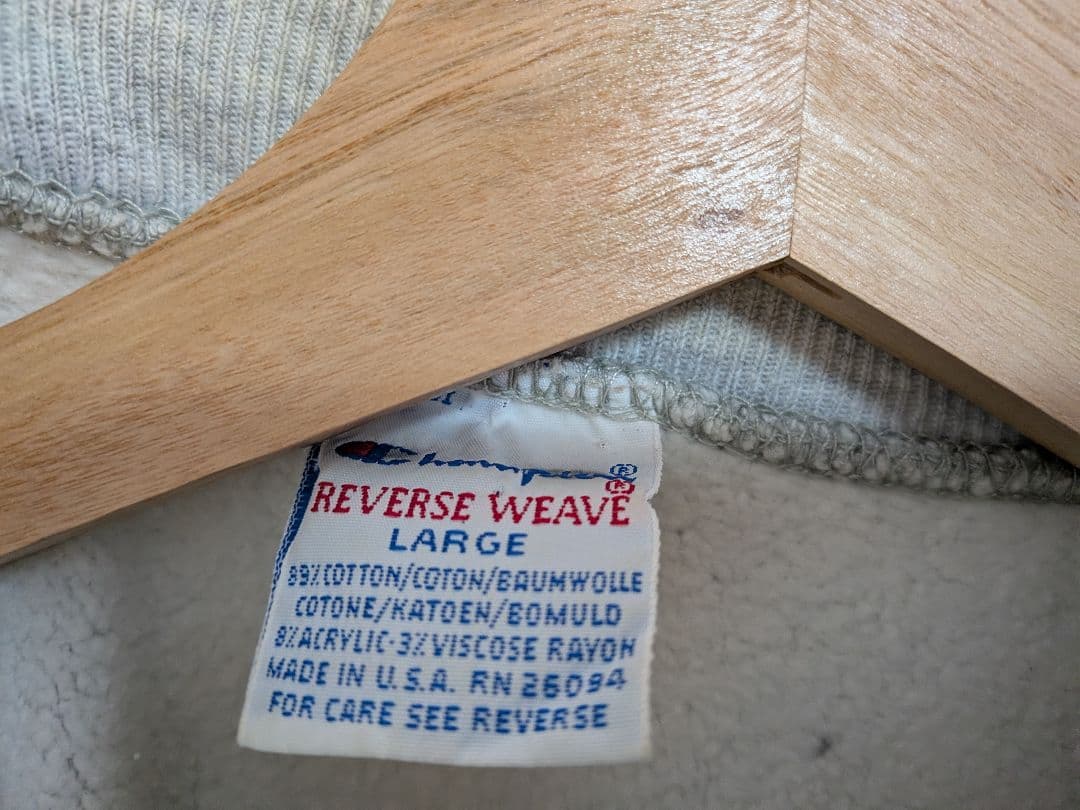 Champion®
REVERSE WEAVE®
LARGE
89% COTTON/COTON/BAUMWOLLE
COTONE/KATOEN/BOMULD
8% ACRYLIC-3% VISCOSE RAYON
MADE IN U.S.A. RN 26094
FOR CARE SEE REVERSE